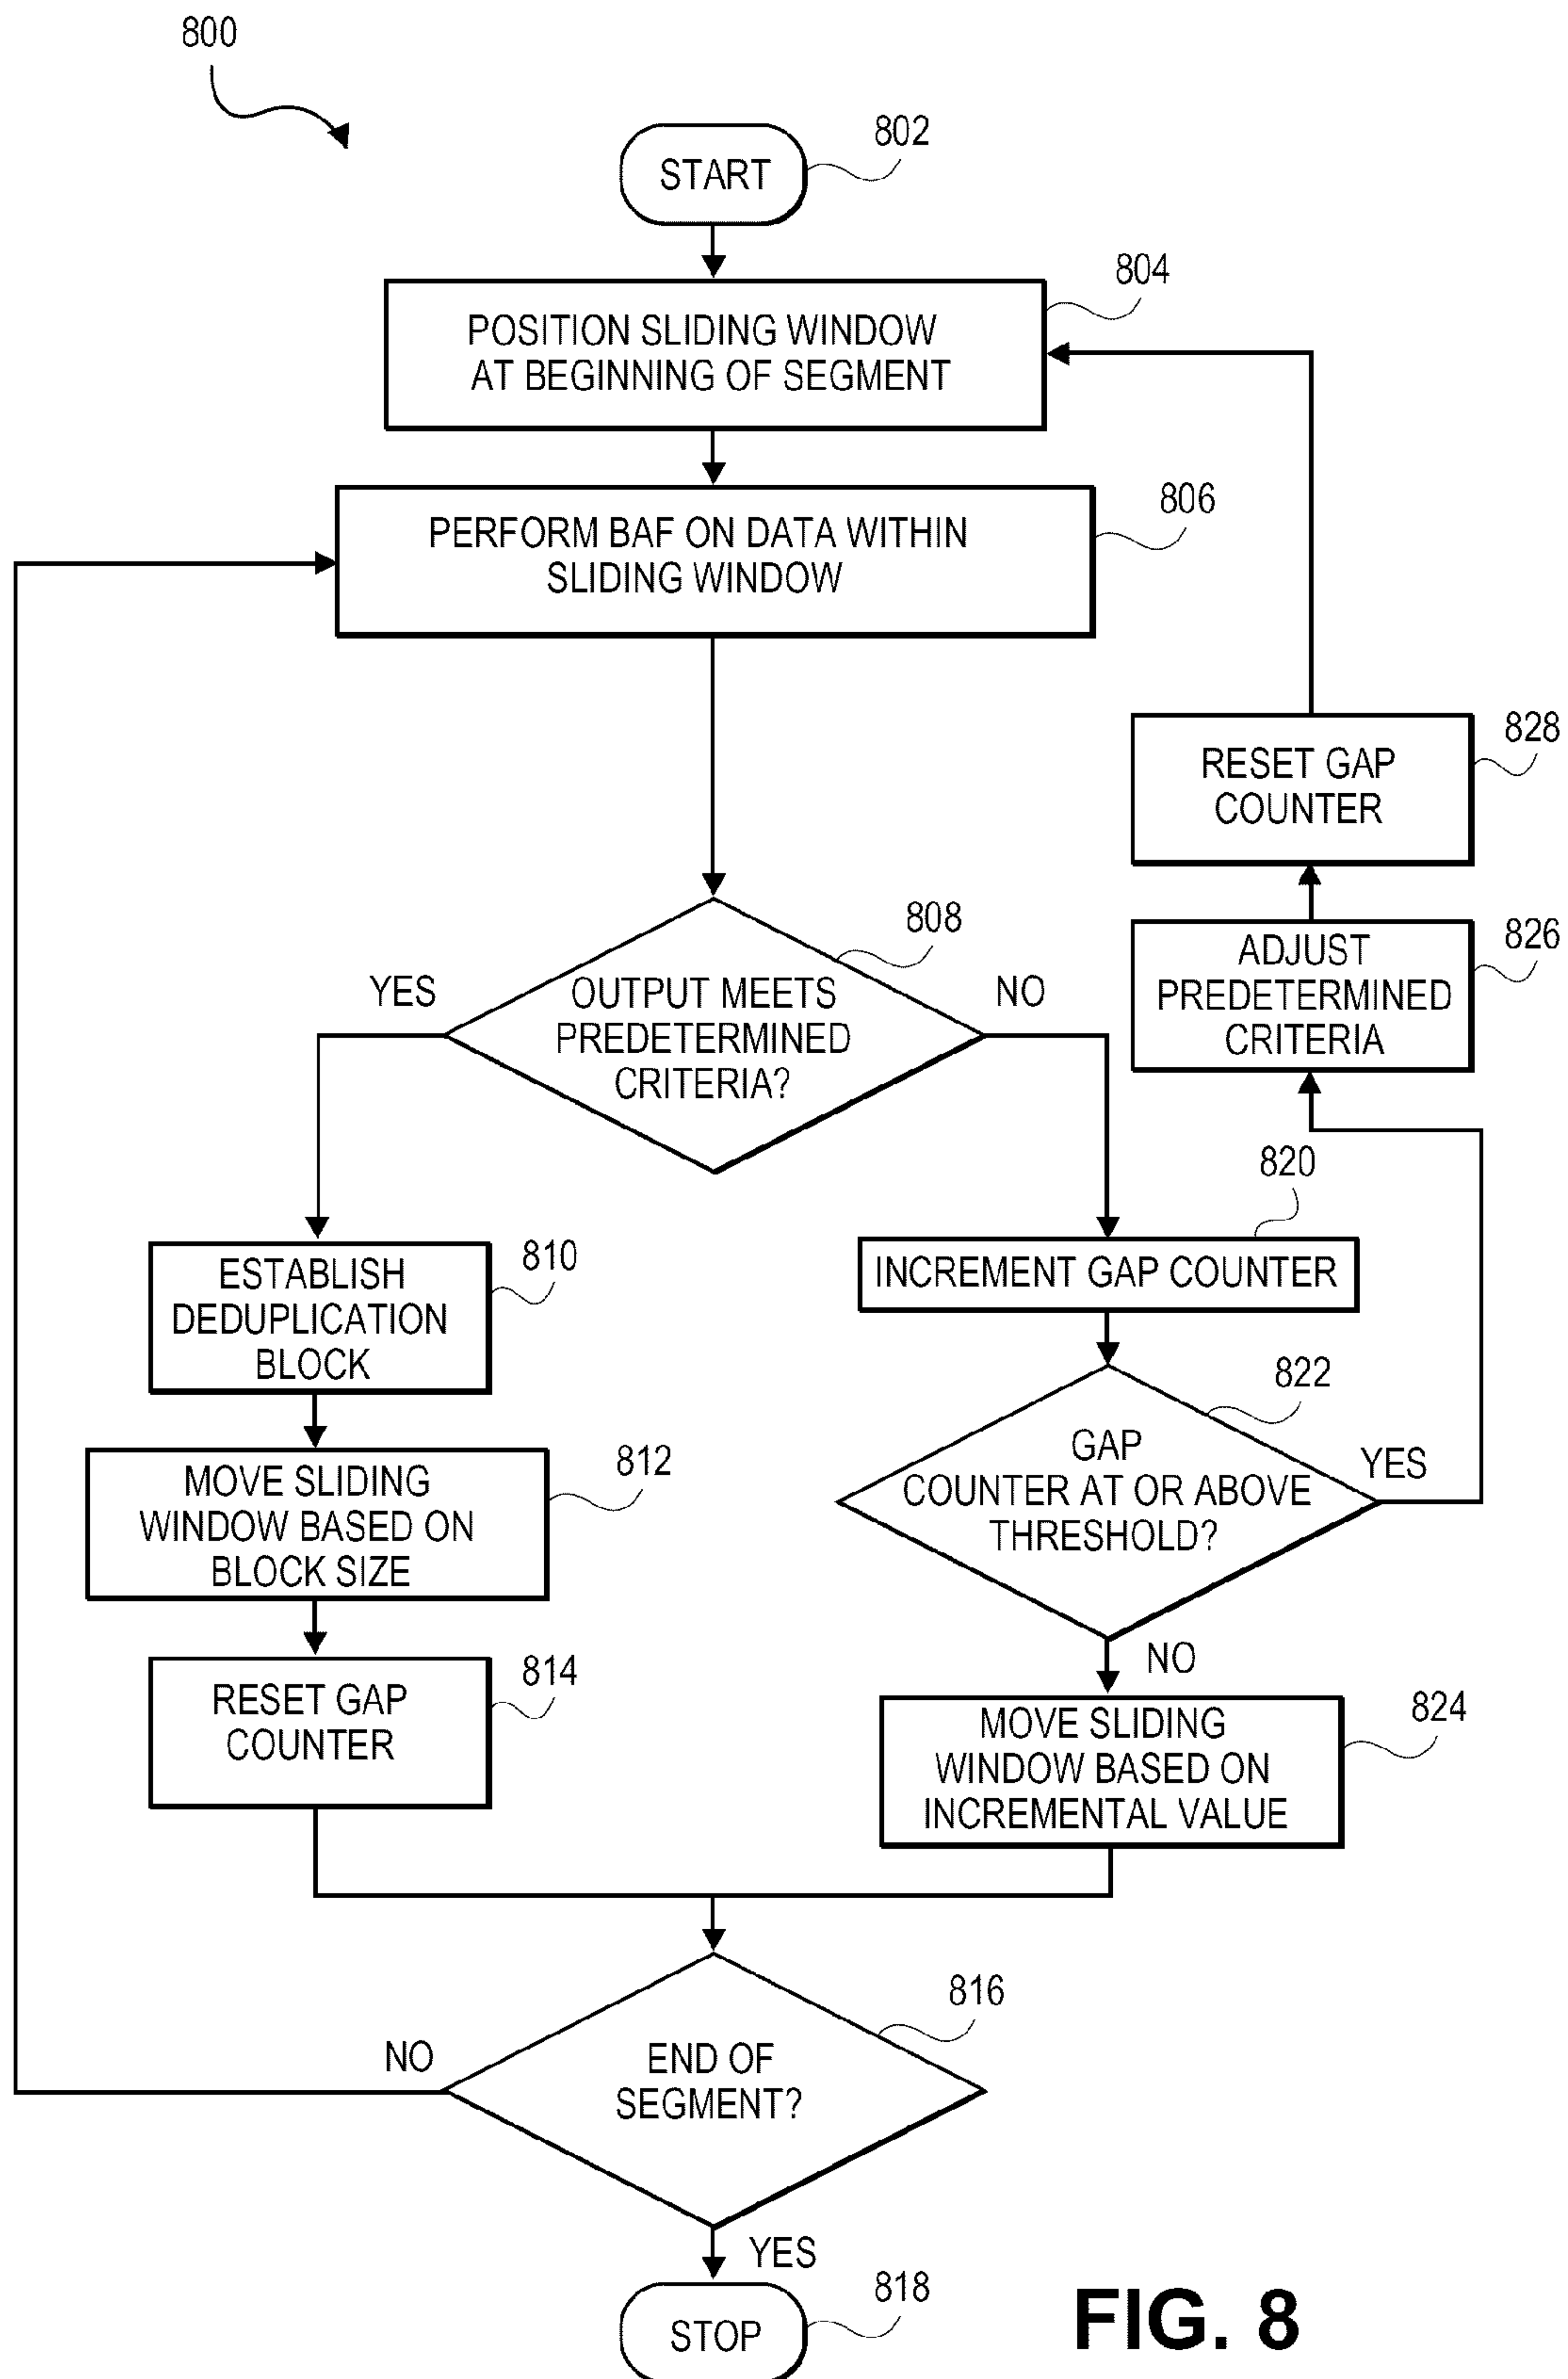 800
802
START
804
POSITION SLIDING WINDOW
AT BEGINNING OF SEGMENT
806
PERFORM BAF ON DATA WITHIN
SLIDING WINDOW
828
RESET GAP
COUNTER
826
ADJUST
PREDETERMINED
CRITERIA
808
YES
OUTPUT MEETS
PREDETERMINED
CRITERIA?
NO
810
ESTABLISH
DEDUPLICATION
BLOCK
820
INCREMENT GAP COUNTER
812
MOVE SLIDING
WINDOW BASED ON
BLOCK SIZE
822
GAP
COUNTER AT OR ABOVE
THRESHOLD?
YES
NO
814
RESET GAP
COUNTER
824
MOVE SLIDING
WINDOW BASED ON
INCREMENTAL VALUE
816
NO
END OF
SEGMENT?
YES
818
STOP
FIG. 8